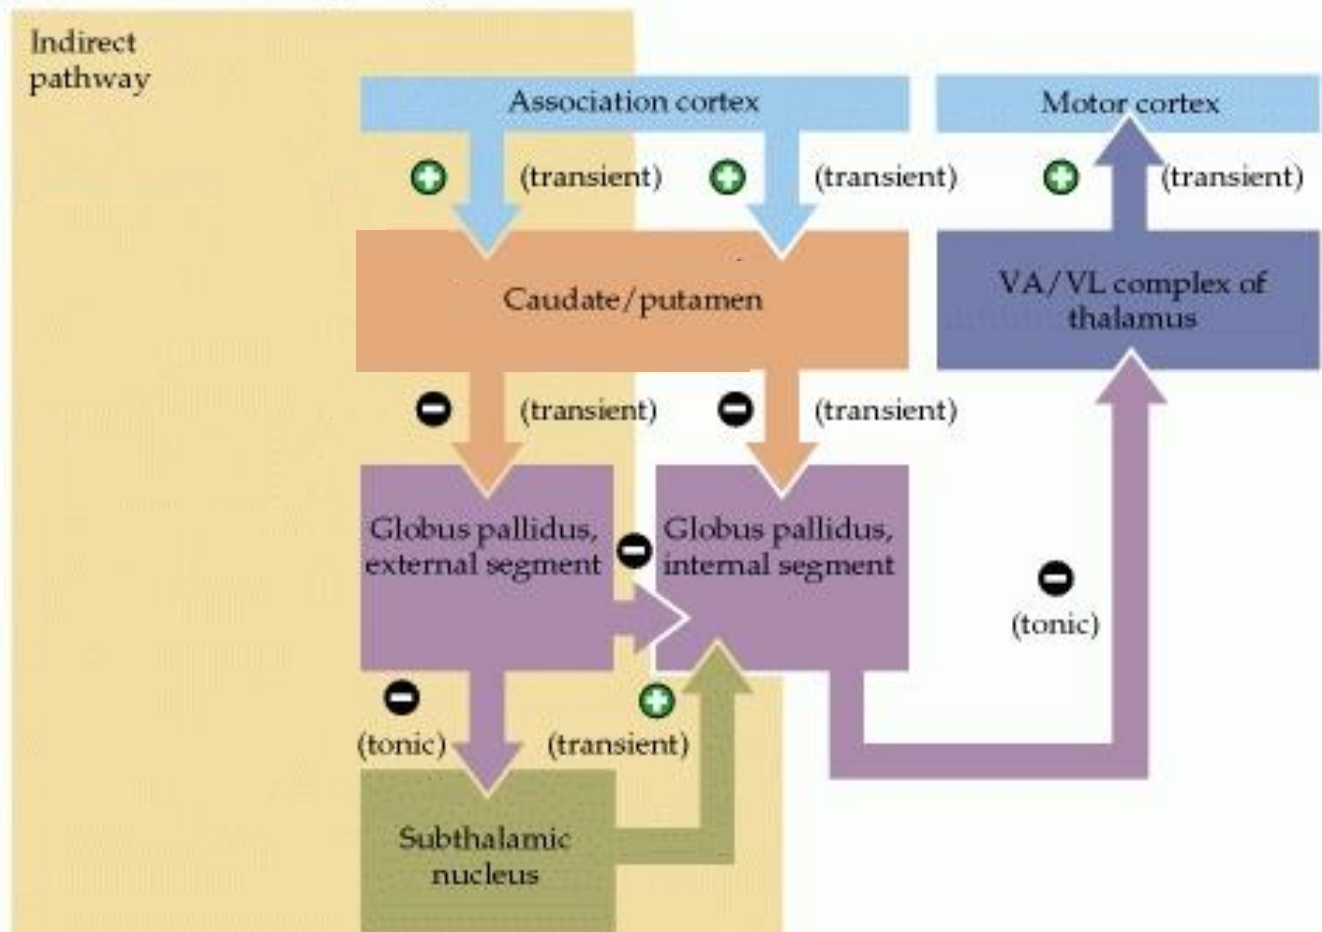 Indirect
pathway
Association cortex
Motor cortex
(transient)
(transient)
(transient)
Caudate/putamen
VA/VL complex of
thalamus
(transient)
(transient)
Globus pallidus,
external segment
Globus pallidus,
internal segment
(tonic)
(tonic)
(transient)
Subthalamic
nucleus